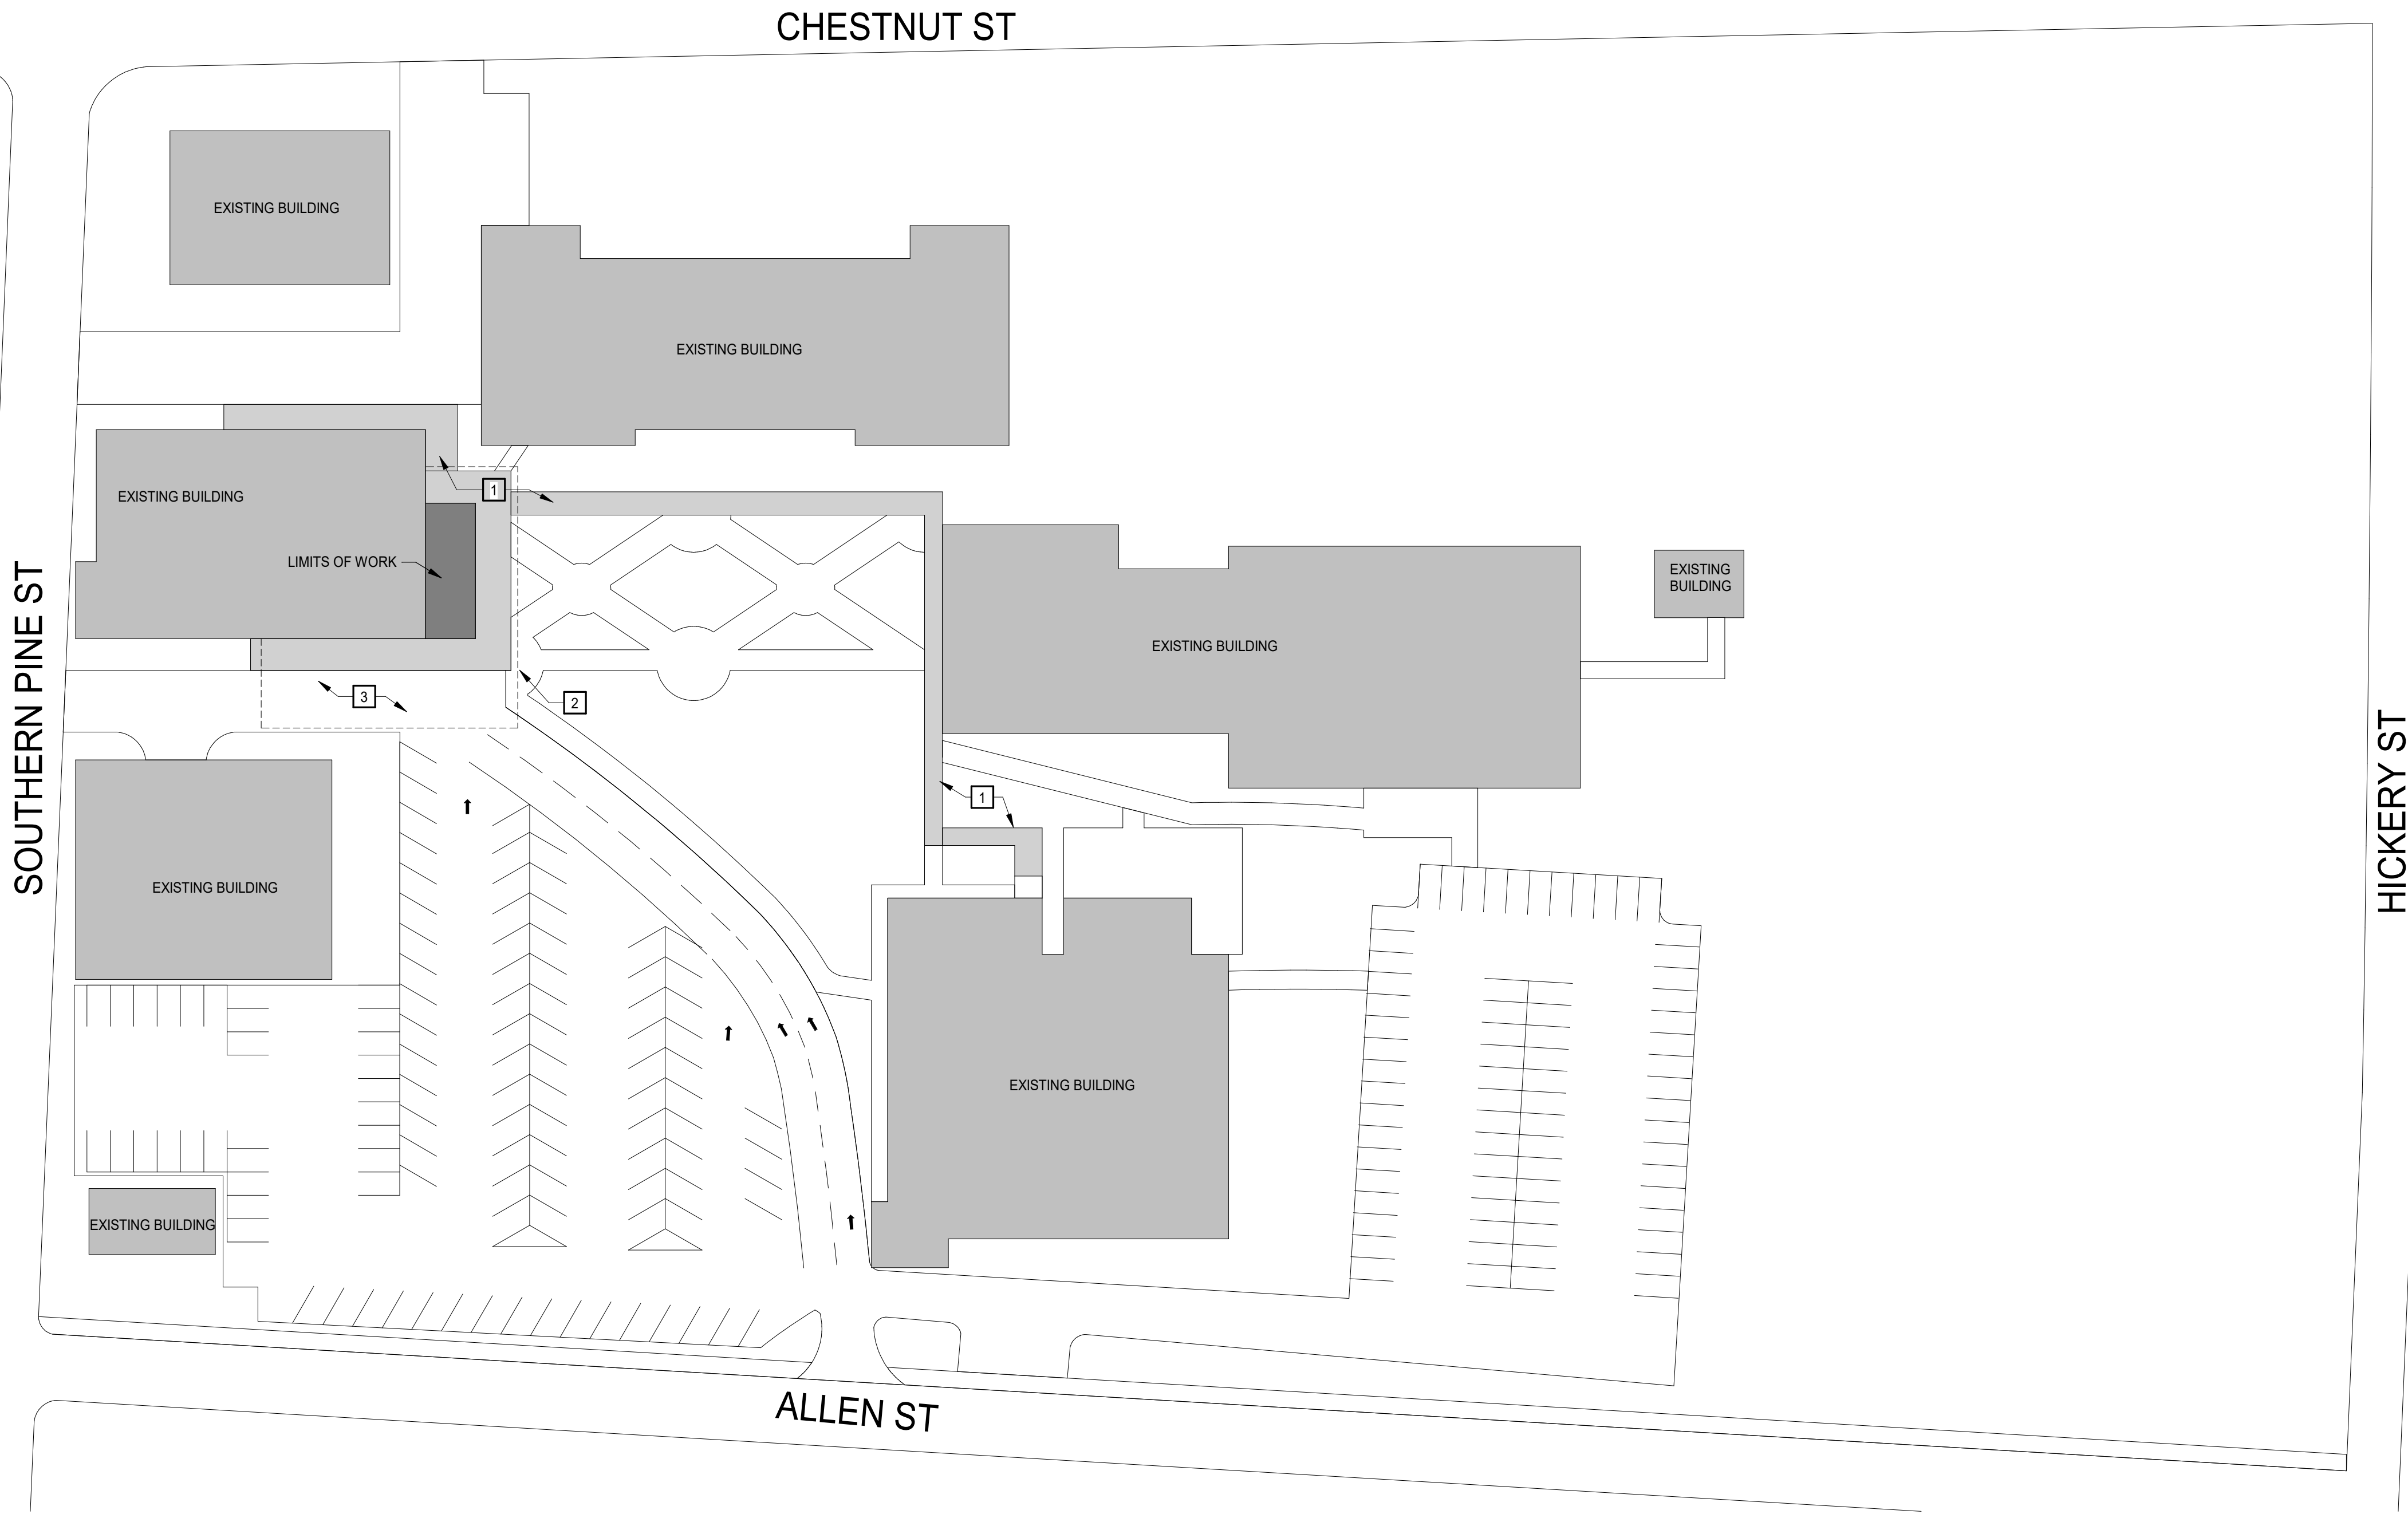 CHESTNUT ST
EXISTING BUILDING
EXISTING BUILDING
EXISTING BUILDING
1
LIMITS OF WORK
SOUTHERN PINE ST
EXISTING
BUILDING
EXISTING BUILDING
3
2
HICKERY ST
1
EXISTING BUILDING
EXISTING BUILDING
EXISTING BUILDING
ALLEN ST